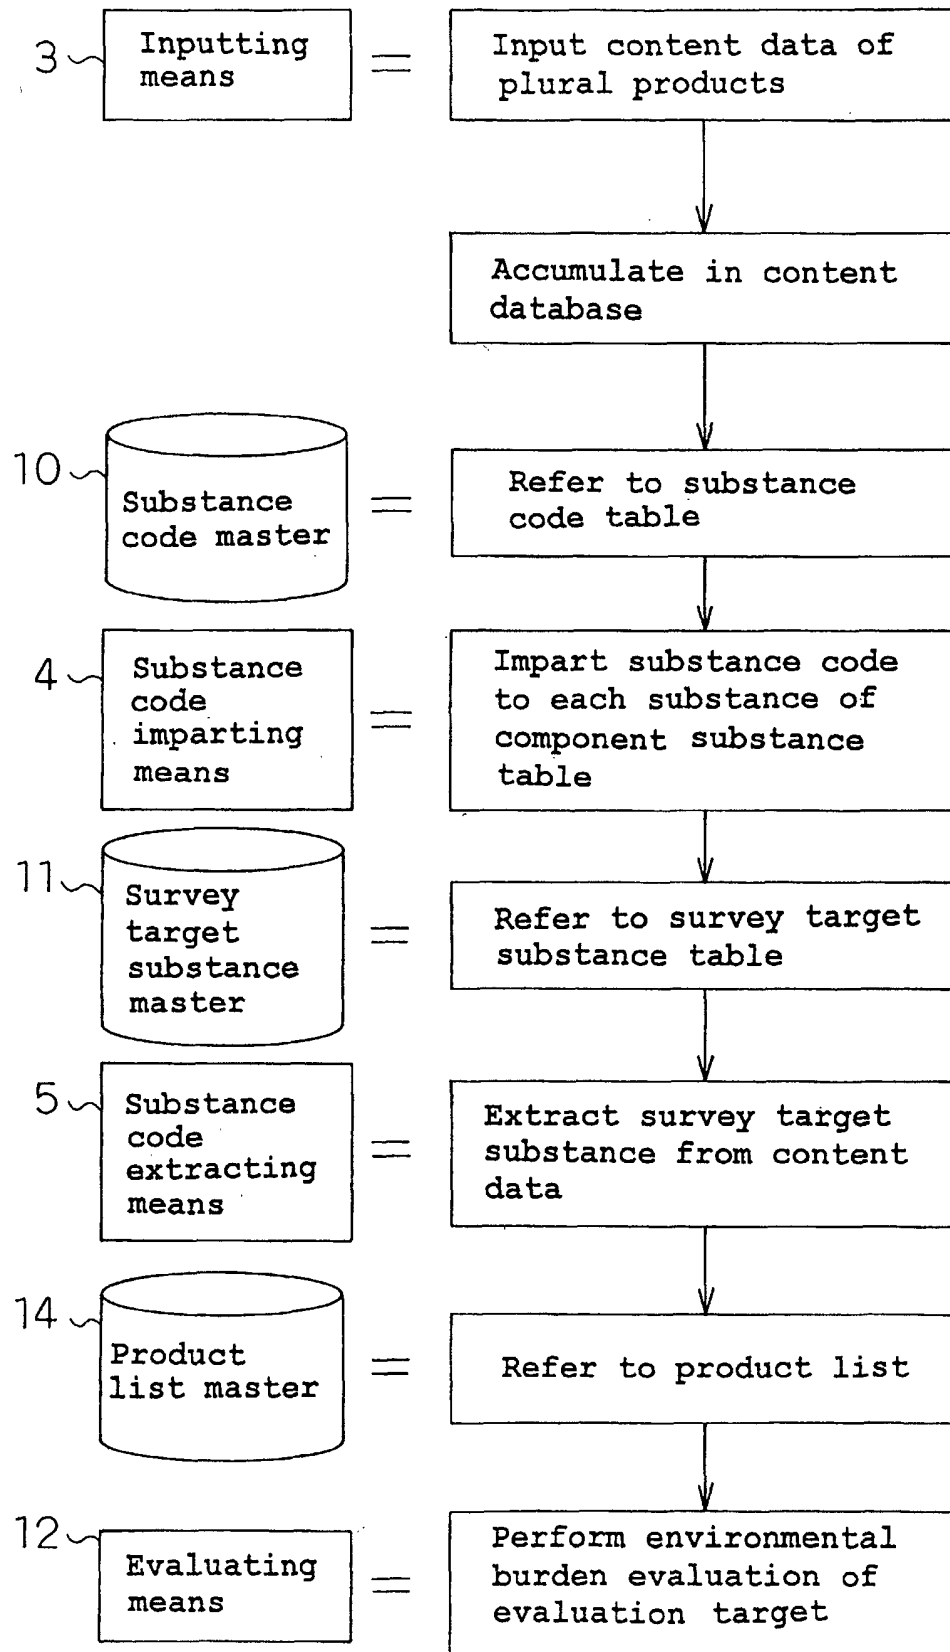 3
Inputting
means
=
Input content data of
plural products
Accumulate in content
database
10
Substance
code master
=
Refer to substance
code table
4
Substance
code
imparting
means
=
Impart substance code
to each substance of
component substance
table
11
Survey
target
substance
master
=
Refer to survey target
substance table
5
Substance
code
extracting
means
=
Extract survey target
substance from content
data
14
Product
list master
=
Refer to product list
12
Evaluating
means
=
Perform environmental
burden evaluation of
evaluation target